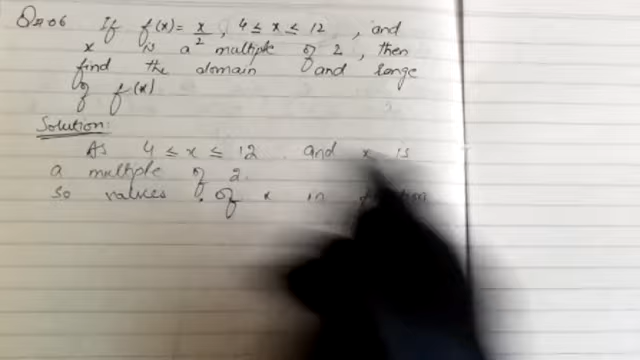 Q#06 If f(x) = x/2, 4 ≤ x ≤ 12, and
x is a multiple of 2, then
find the domain and range
of f(x)
Solution:
As 4 ≤ x ≤ 12 and x is
a multiple of 2.
so values of x in